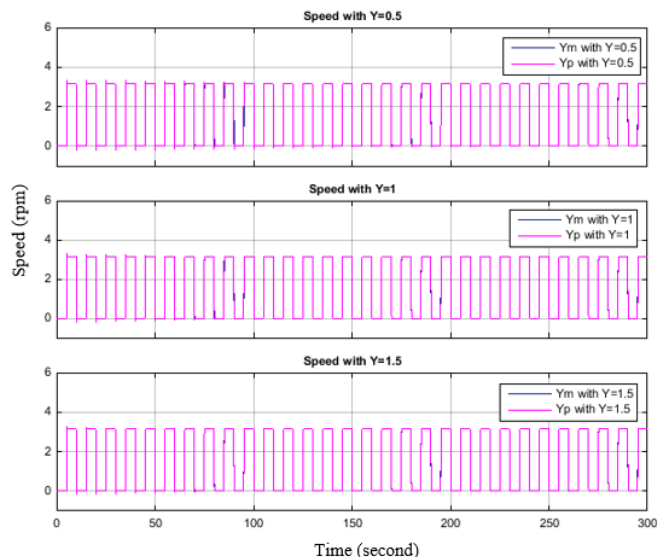 Speed with Y=0.5
6
4
2
0
Ym with Y=0.5
Yp with Y=0.5
Speed with Y=1
6
4
2
0
Ym with Y=1
Yp with Y=1
Speed (rpm)
Speed with Y=1.5
6
4
2
0
Ym with Y=1.5
Yp with Y=1.5
0 50 100 150 200 250 300
Time (second)